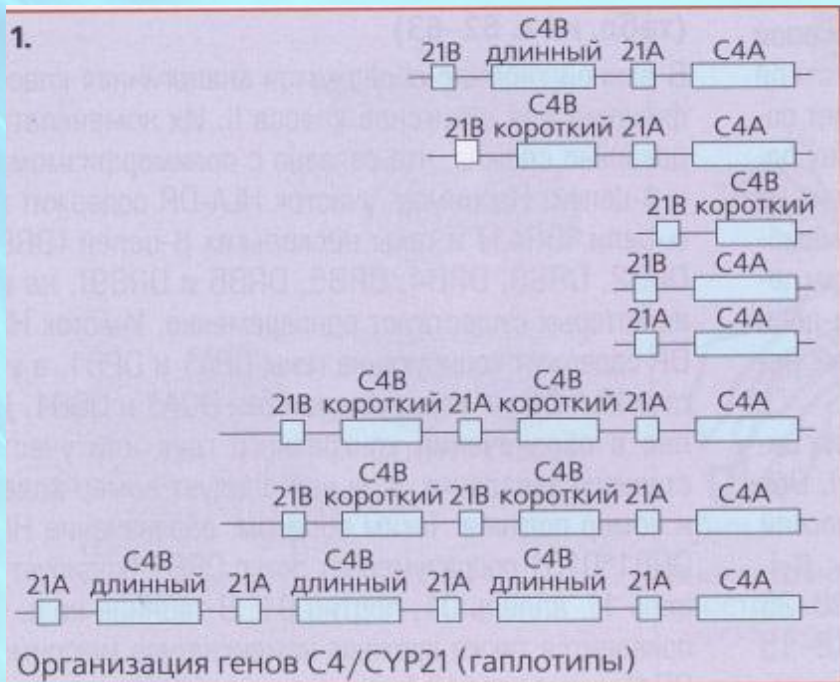 1.
C4B
21B длинный 21A C4A
C4B
21B короткий 21A C4A
C4B
21B короткий
21B C4A
21A C4A
C4B C4B
21B короткий 21A короткий 21A C4A
C4B C4B
21B короткий 21B короткий 21A C4A
C4B C4B C4B
21A длинный 21A длинный 21A длинный 21A C4A
Организация генов C4/CYP21 (гаплотипы)